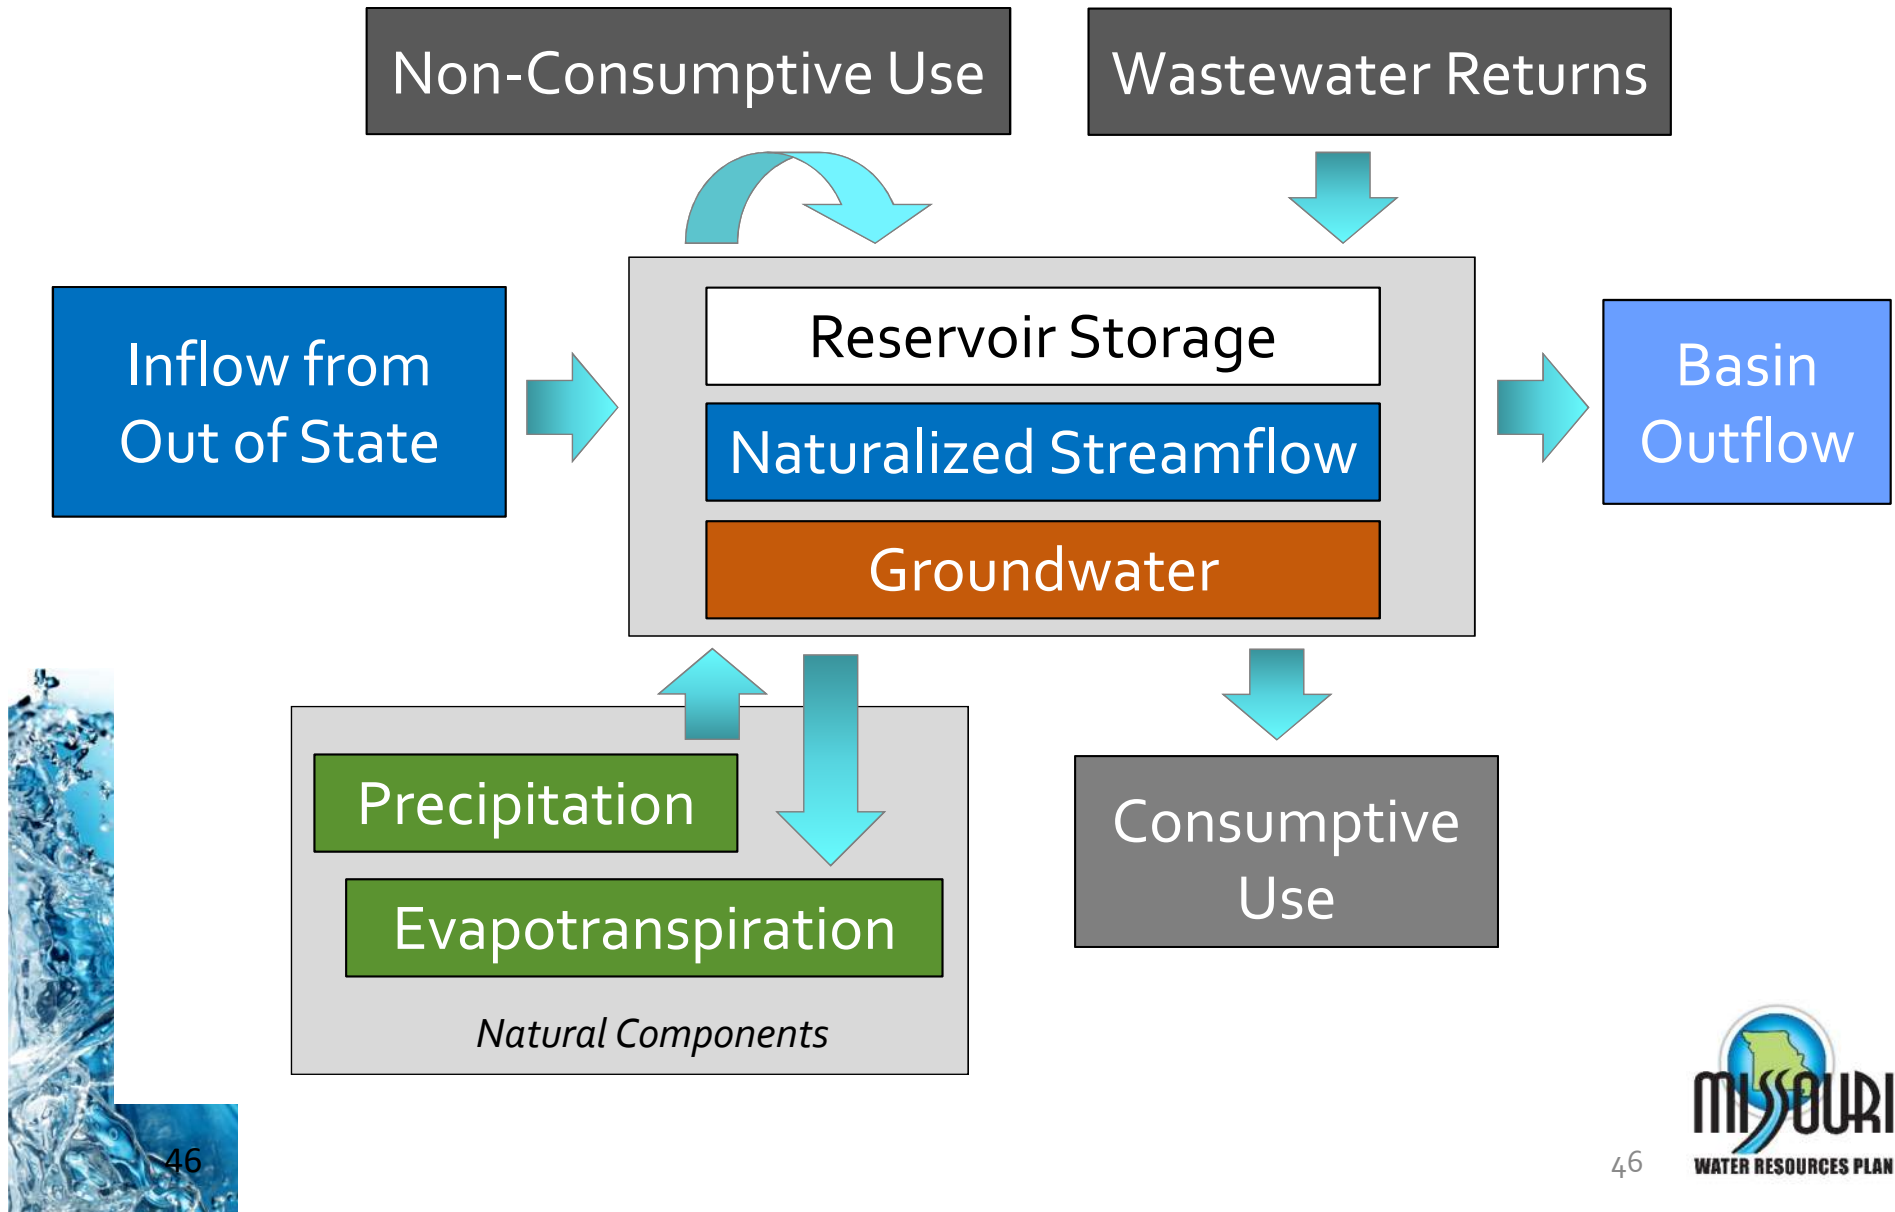 Non-Consumptive Use
Wastewater Returns
Inflow from
Out of State
Reservoir Storage
Naturalized Streamflow
Groundwater
Basin
Outflow
Precipitation
Evapotranspiration
Natural Components
Consumptive
Use
46
46
MISSOURI
WATER RESOURCES PLAN